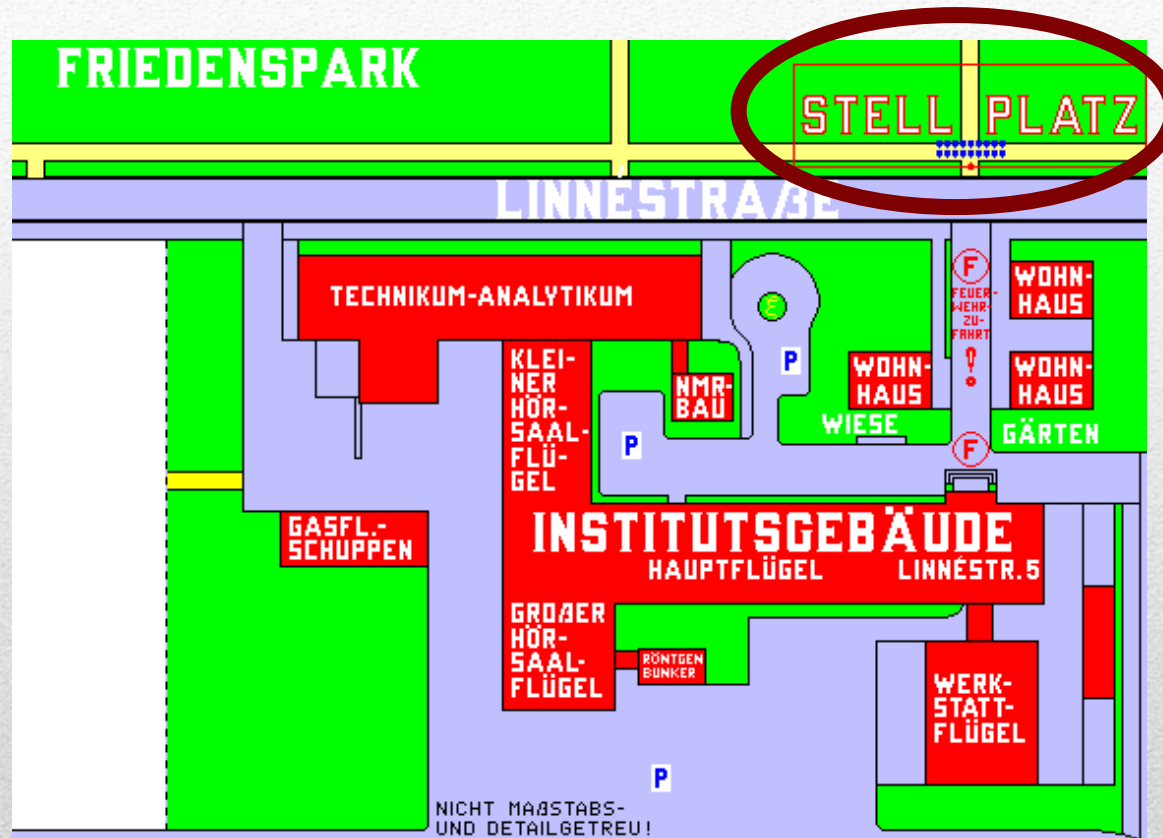 FRIEDENSPARK
STELL PLATZ
LINNÉSTRAßE
TECHNIKUM-ANALYTIKUM
F
FEUER-
WEHR-
ZU-
FAHRT
!
WOHN-
HAUS
KLEI-
NER
HÖR-
SAAL-
FLÜ-
GEL
NMR-
BAU
P
WOHN-
HAUS
WOHN-
HAUS
WIESE
GÄRTEN
P
F
GASFL.-
SCHUPPEN
INSTITUTSGEBÄUDE
HAUPTFLÜGEL LINNÉSTR.5
GROßER
HÖR-
SAAL-
FLÜGEL
RÖNTGEN
BUNKER
WERK-
STATT-
FLÜGEL
P
NICHT MAßSTABS-
UND DETAILGETREU!